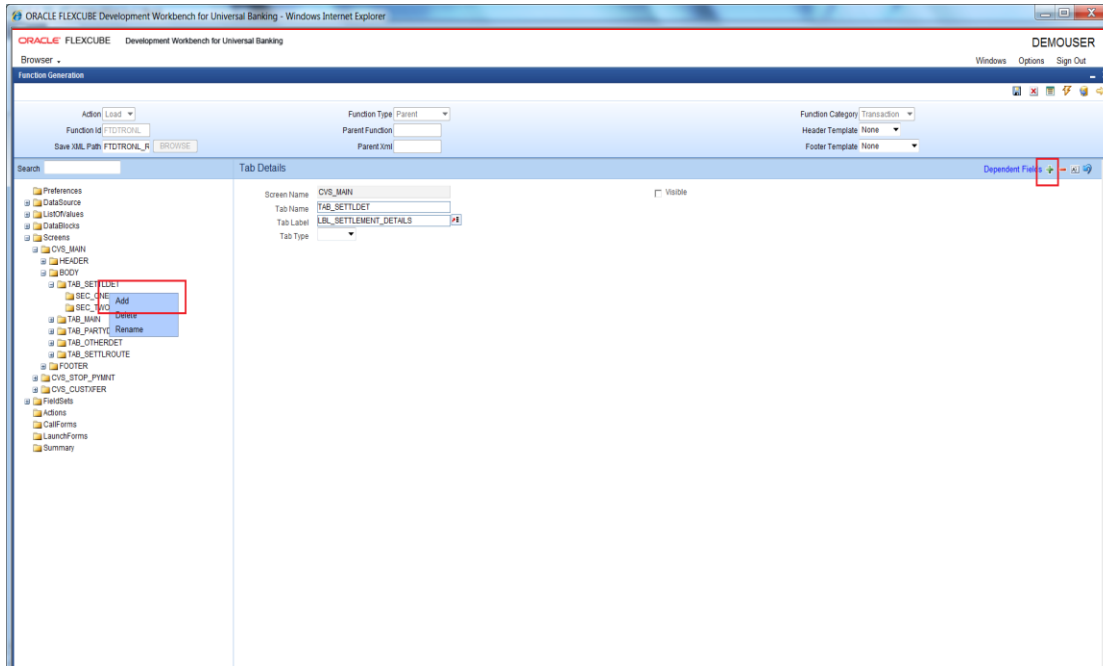 ORACLE FLEXCUBE Development Workbench for Universal Banking - Windows Internet Explorer
ORACLE FLEXCUBE Development Workbench for Universal Banking
DEMOUSER
Browser
Windows Options Sign Out
Function Generation
Action Load
Function Type Parent
Function Category Transaction
Function Id FTDTRONL
Parent Function
Header Template None
Save XML Path FTDTRONL_R BROWSE
Parent Xml
Footer Template None
Search
Tab Details
Dependent Fields
Preferences
DataSource
ListOfValues
DataBlocks
Screens
CVS_MAIN
HEADER
BODY
TAB_SETTLDET
SEC_ONE
SEC_TWO
TAB_MAIN
TAB_OTHERDET
TAB_SETTLROUTE
FOOTER
CVS_STOP_PYMNT
CVS_CUSTXFER
FieldSets
Actions
CallForms
LaunchForms
Summary
Add
Delete
Rename
Screen Name CVS_MAIN
Visible
Tab Name TAB_SETTLDET
Tab Label LBL_SETTLEMENT_DETAILS
Tab Type